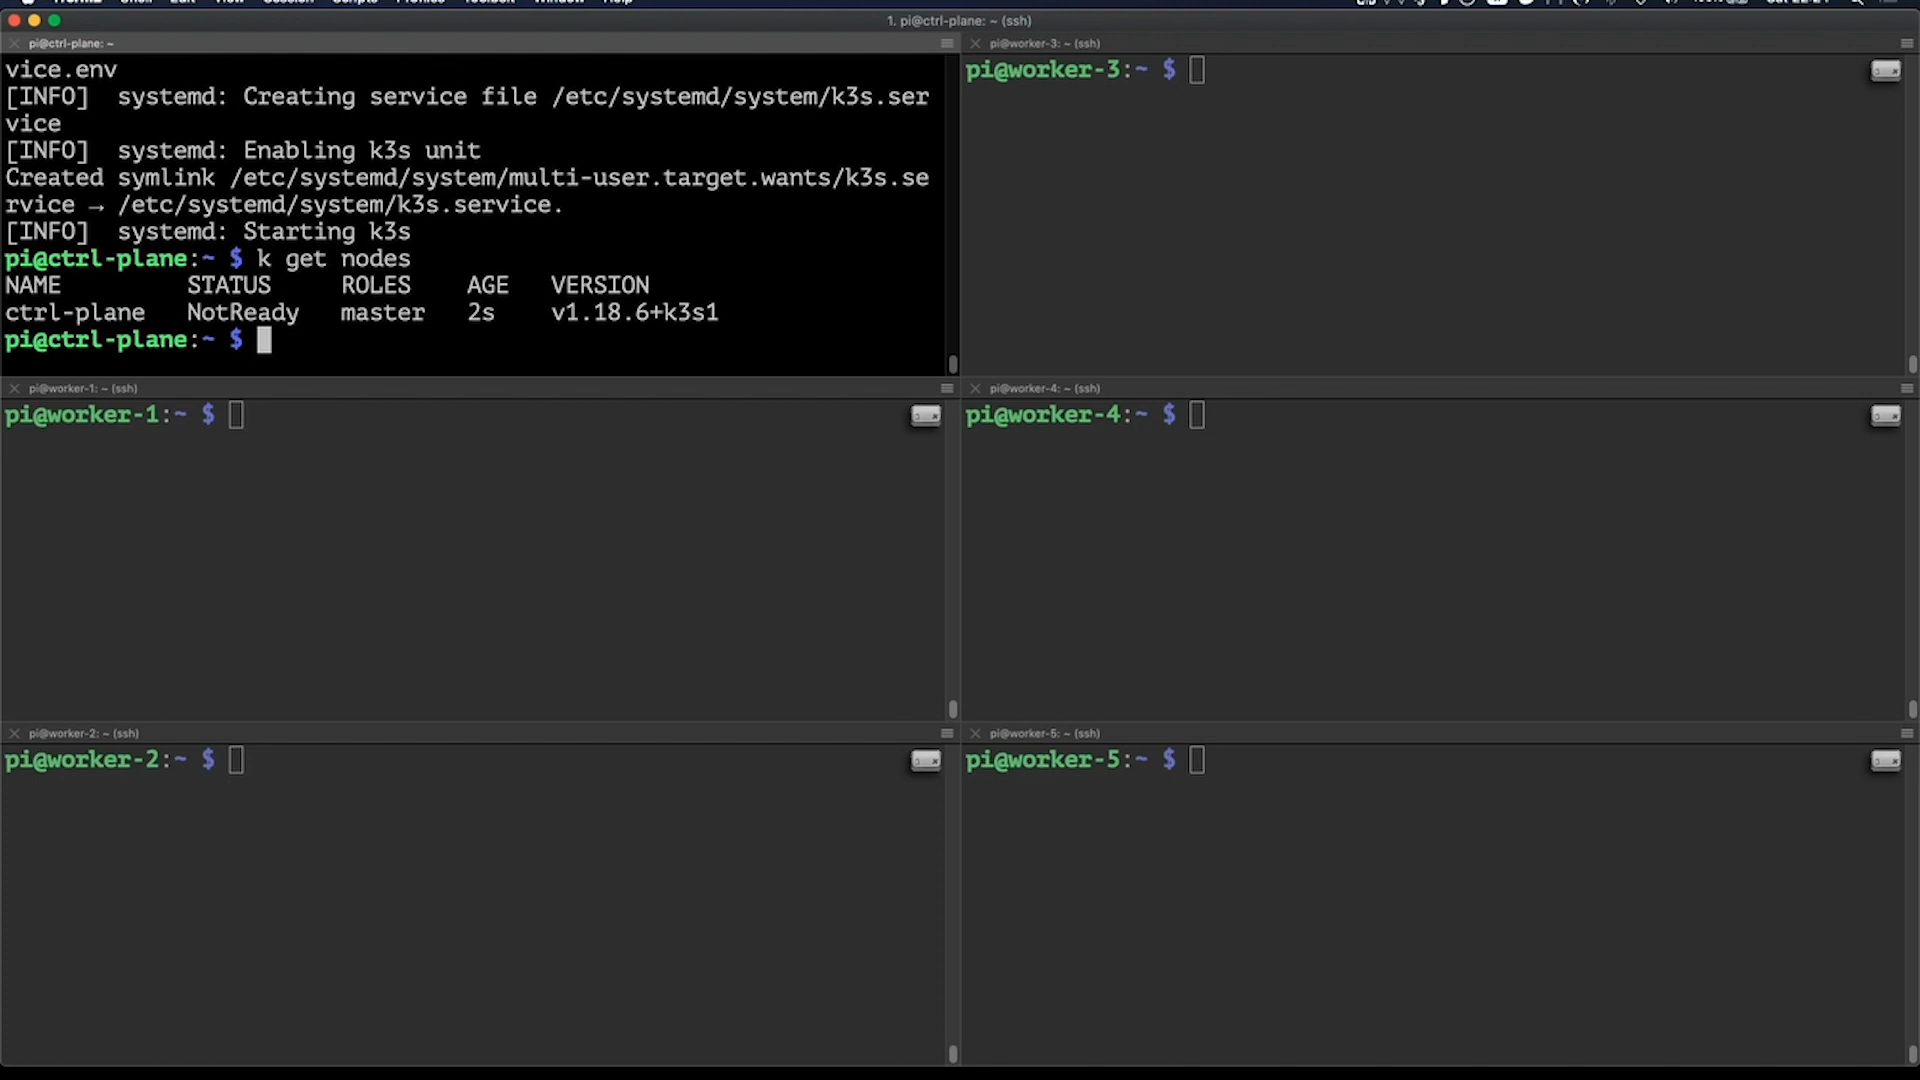 1. pi@ctrl-plane: ~ (ssh)
pi@ctrl-plane: ~
vice.env
[INFO]  systemd: Creating service file /etc/systemd/system/k3s.ser
vice
[INFO]  systemd: Enabling k3s unit
Created symlink /etc/systemd/system/multi-user.target.wants/k3s.se
rvice → /etc/systemd/system/k3s.service.
[INFO]  systemd: Starting k3s
pi@ctrl-plane:~ $ k get nodes
NAME         STATUS     ROLES    AGE   VERSION
ctrl-plane   NotReady   master   2s    v1.18.6+k3s1
pi@ctrl-plane:~ $
pi@worker-1: ~ (ssh)
pi@worker-1:~ $
pi@worker-2: ~ (ssh)
pi@worker-2:~ $
pi@worker-3: ~ (ssh)
pi@worker-3:~ $
pi@worker-4: ~ (ssh)
pi@worker-4:~ $
pi@worker-5: ~ (ssh)
pi@worker-5:~ $